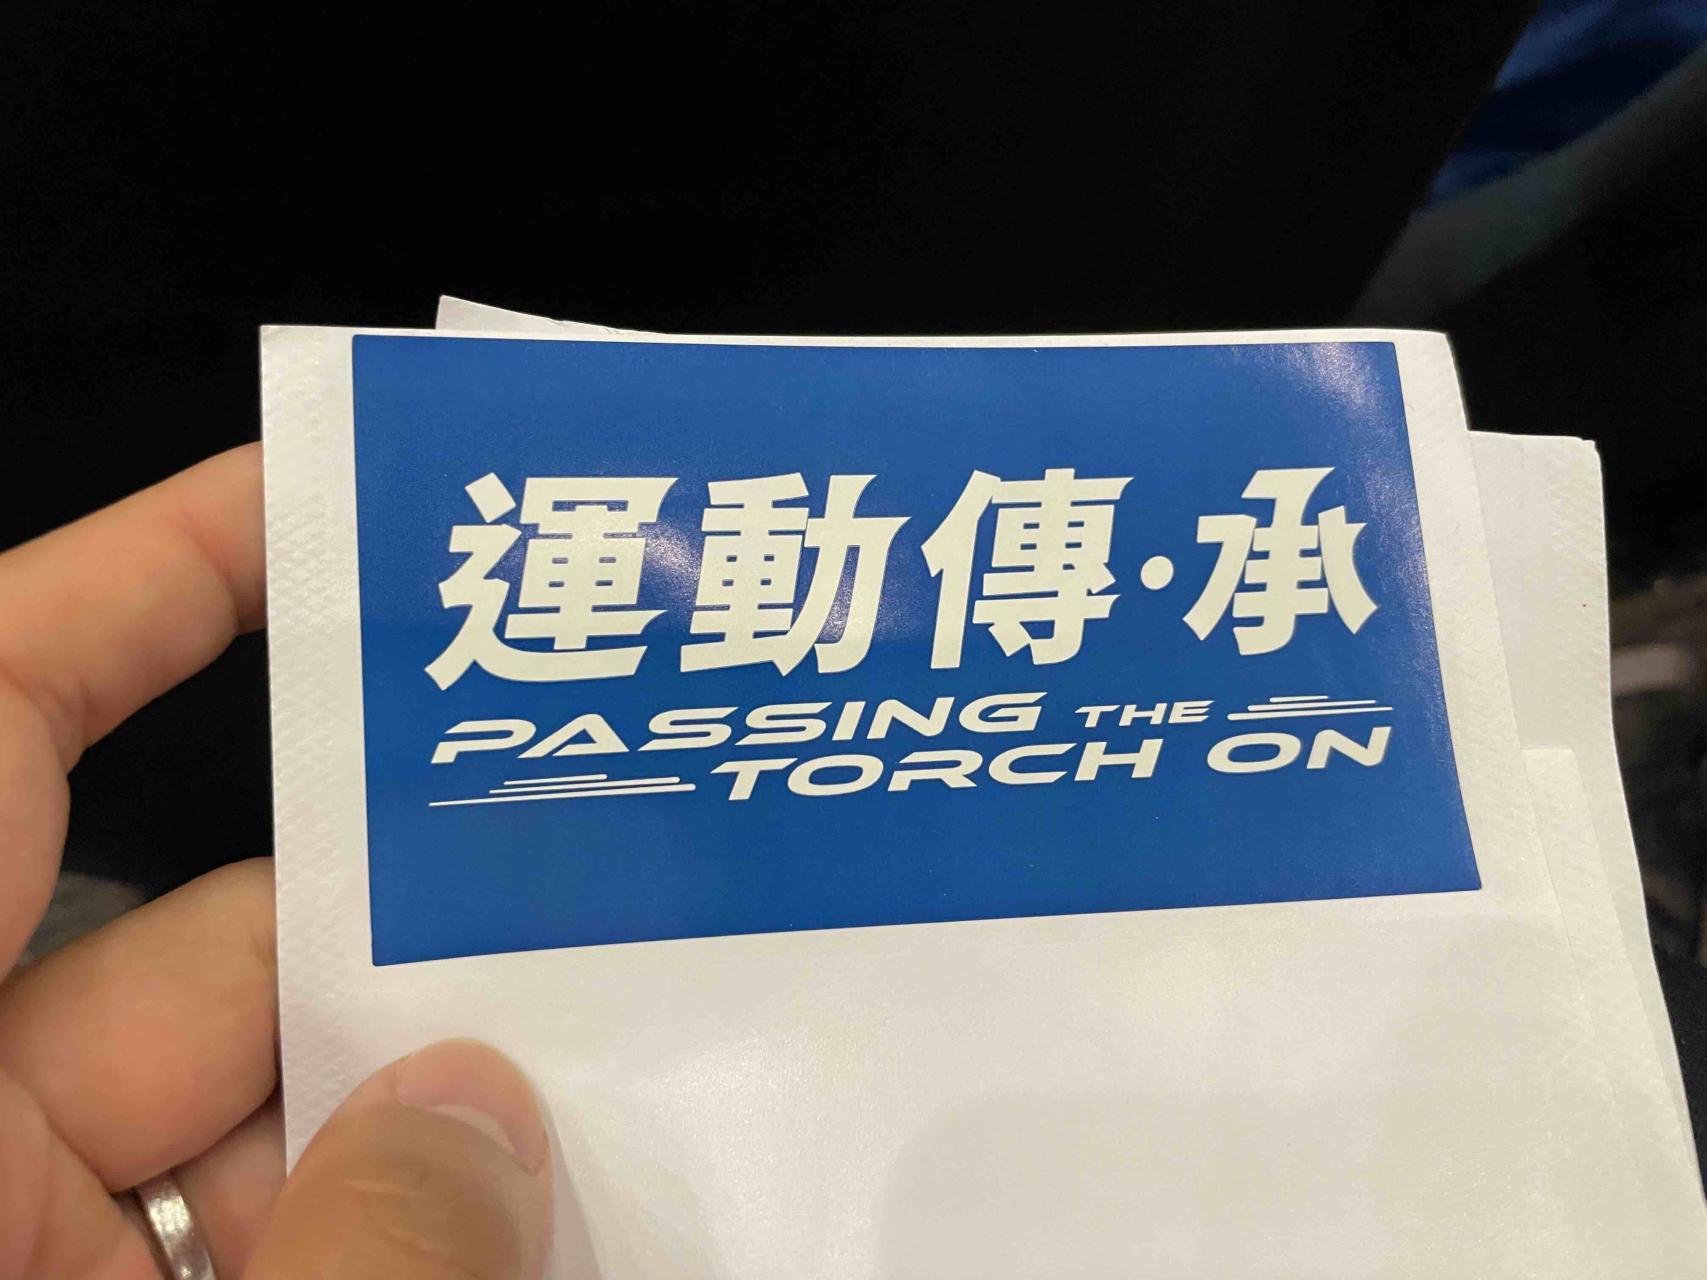 運動傳·承
PASSING THE
TORCH ON